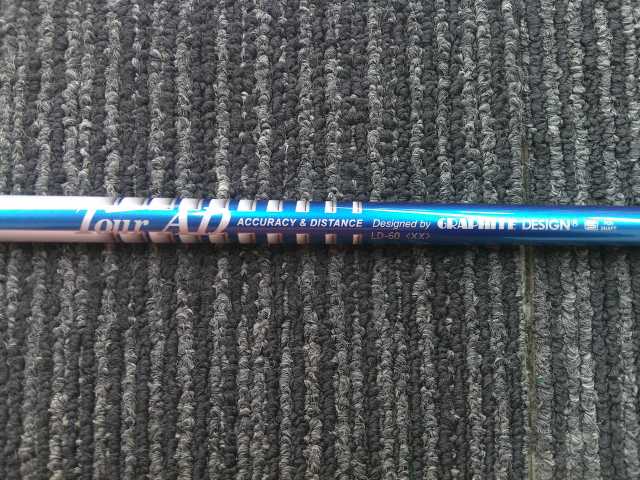 Tour AD ACCURACY & DISTANCE Designed by GRAPHITE DESIGN®
LD-60 <XX>